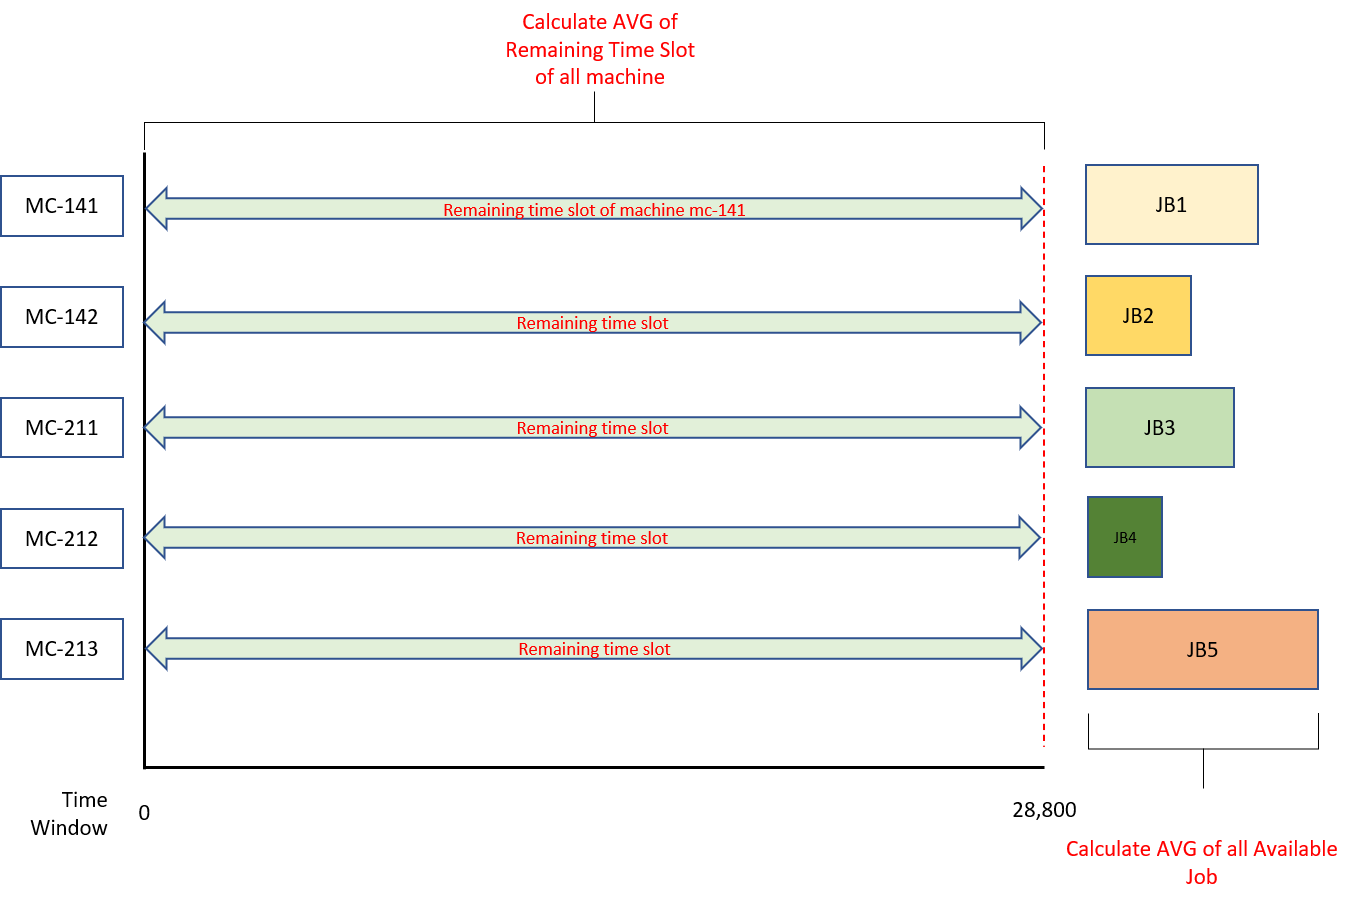 Calculate AVG of
Remaining Time Slot
of all machine
MC-141
Remaining time slot of machine mc-141
JB1
MC-142
Remaining time slot
JB2
MC-211
Remaining time slot
JB3
MC-212
Remaining time slot
JB4
MC-213
Remaining time slot
JB5
Time
Window
0
28,800
Calculate AVG of all Available
Job